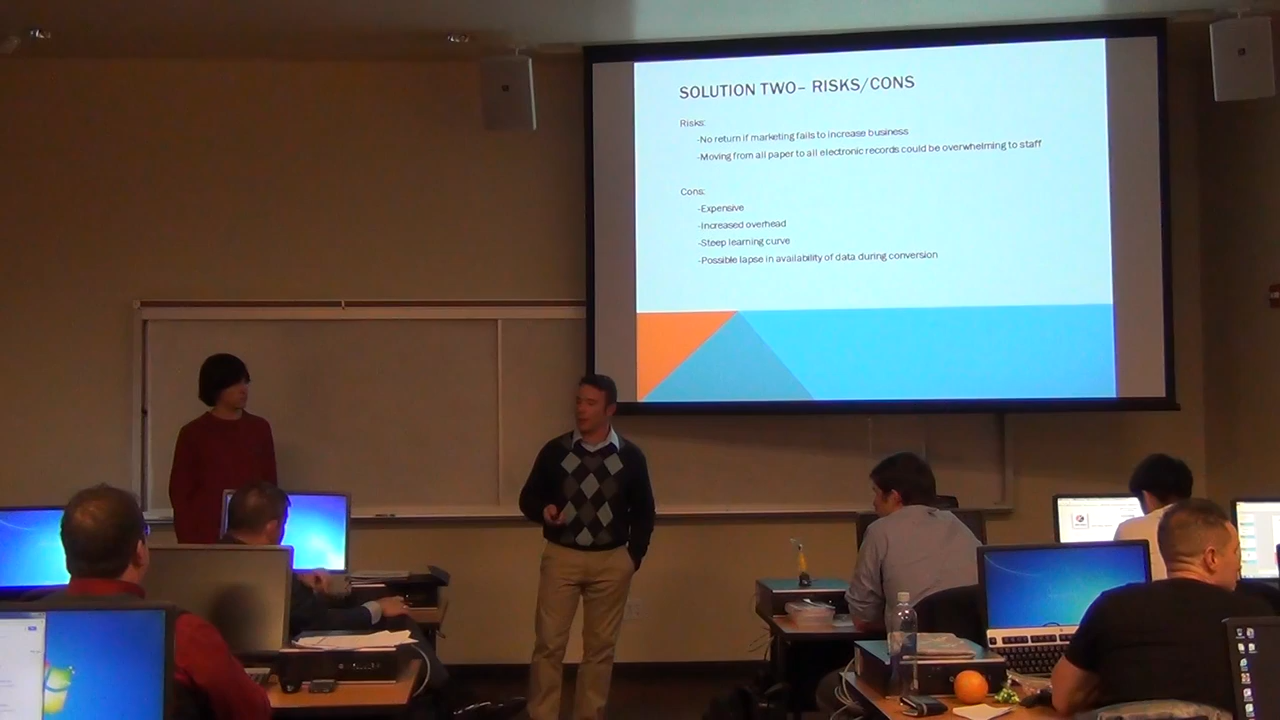 SOLUTION TWO– RISKS/CONS
Risks:
-No return if marketing fails to increase business
-Moving from all paper to all electronic records could be overwhelming to staff
Cons:
-Expensive
-Increased overhead
-Steep learning curve
-Possible lapse in availability of data during conversion